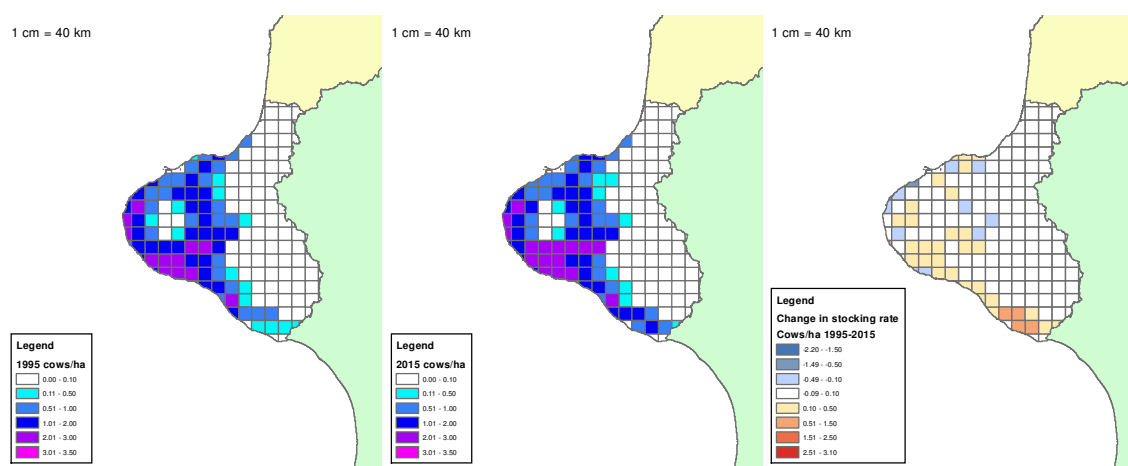 1 cm = 40 km
Legend
1995 cows/ha
0.00 - 0.10
0.11 - 0.50
0.51 - 1.00
1.01 - 2.00
2.01 - 3.00
3.01 - 3.50
1 cm = 40 km
Legend
2015 cows/ha
0.00 - 0.10
0.11 - 0.50
0.51 - 1.00
1.01 - 2.00
2.01 - 3.00
3.01 - 3.50
1 cm = 40 km
Legend
Change in stocking rate
Cows/ha 1995-2015
-2.20 - -1.50
-1.49 - -0.50
-0.49 - -0.10
-0.09 - 0.10
0.10 - 0.50
0.51 - 1.50
1.51 - 2.50
2.51 - 3.10